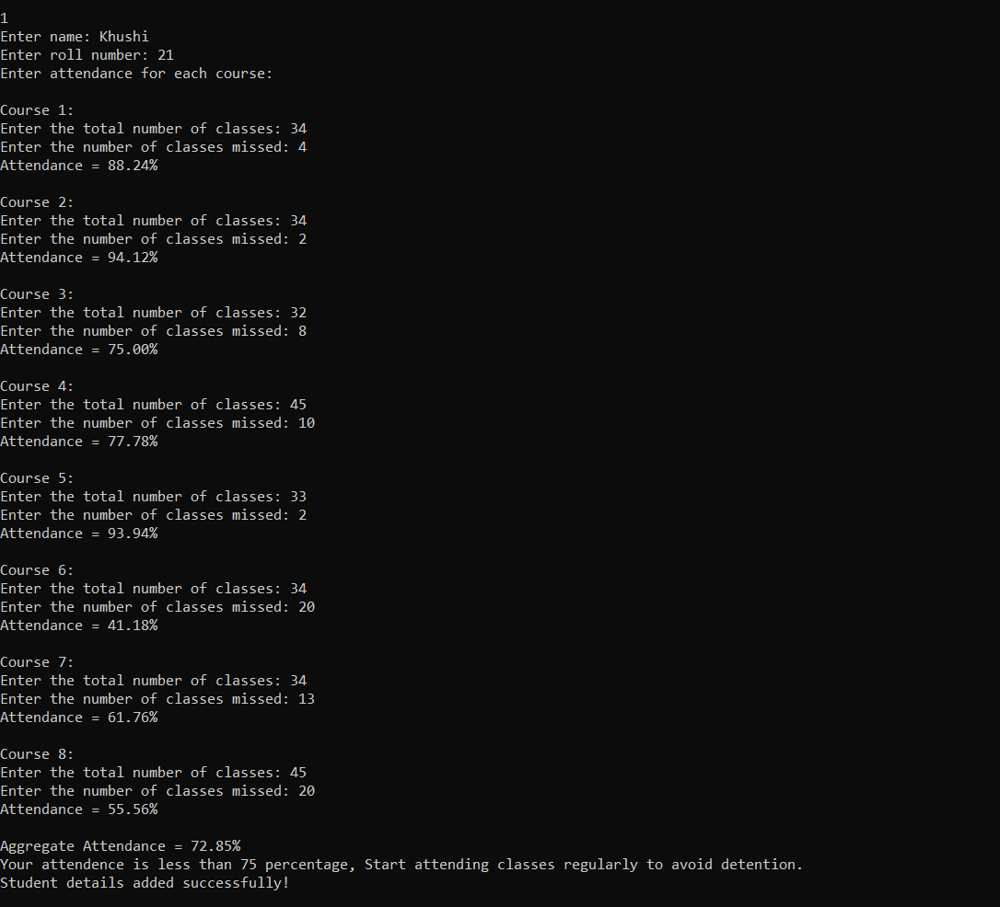 1
Enter name: Khushi
Enter roll number: 21
Enter attendance for each course:

Course 1:
Enter the total number of classes: 34
Enter the number of classes missed: 4
Attendance = 88.24%

Course 2:
Enter the total number of classes: 34
Enter the number of classes missed: 2
Attendance = 94.12%

Course 3:
Enter the total number of classes: 32
Enter the number of classes missed: 8
Attendance = 75.00%

Course 4:
Enter the total number of classes: 45
Enter the number of classes missed: 10
Attendance = 77.78%

Course 5:
Enter the total number of classes: 33
Enter the number of classes missed: 2
Attendance = 93.94%

Course 6:
Enter the total number of classes: 34
Enter the number of classes missed: 20
Attendance = 41.18%

Course 7:
Enter the total number of classes: 34
Enter the number of classes missed: 13
Attendance = 61.76%

Course 8:
Enter the total number of classes: 45
Enter the number of classes missed: 20
Attendance = 55.56%

Aggregate Attendance = 72.85%
Your attendence is less than 75 percentage, Start attending classes regularly to avoid detention.
Student details added successfully!